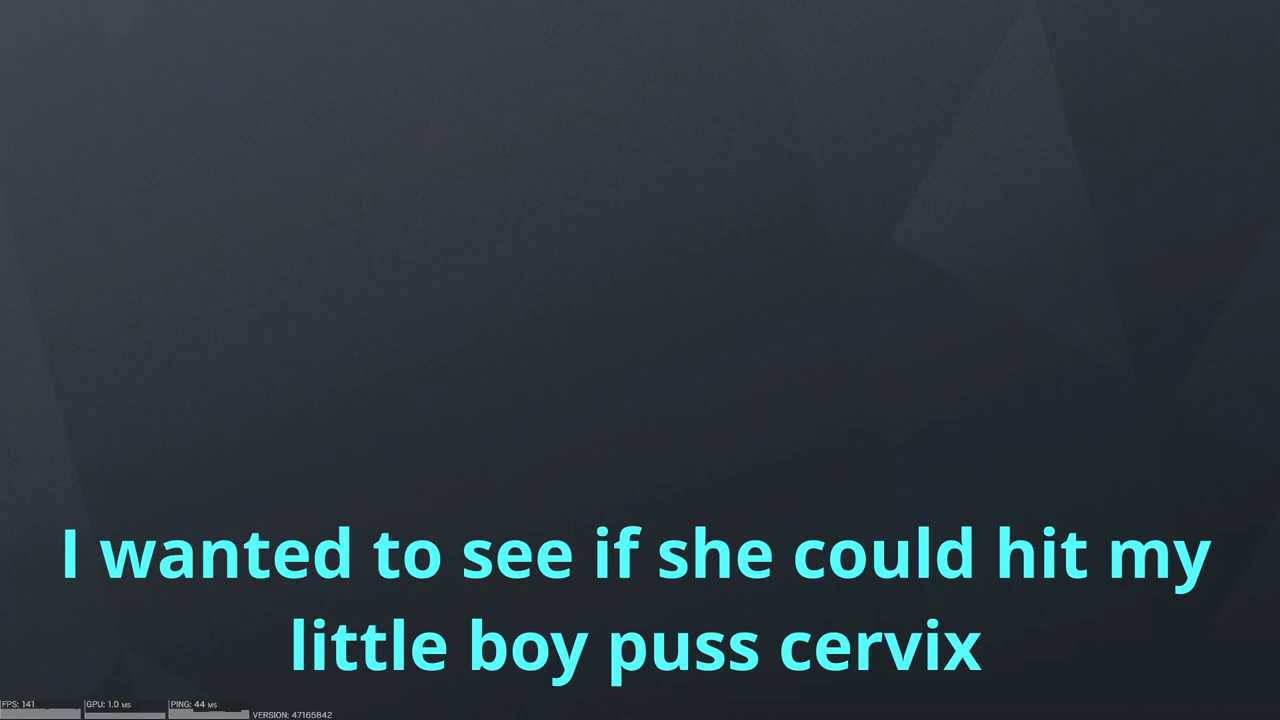 I wanted to see if she could hit my
little boy puss cervix
FPS: 141 GPU: 1.0 MS PING: 44 MS VERSION: 47165842